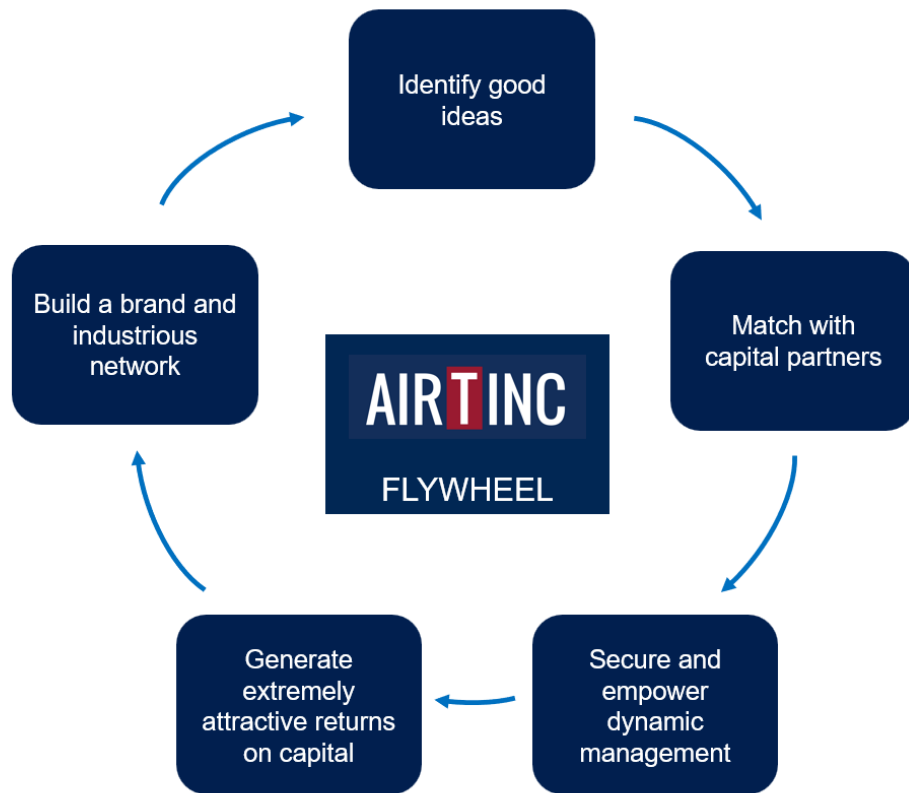 Identify good
ideas
Match with
capital partners
Secure and
empower
dynamic
management
Generate
extremely
attractive returns
on capital
Build a brand and
industrious
network
AIRTINC
FLYWHEEL